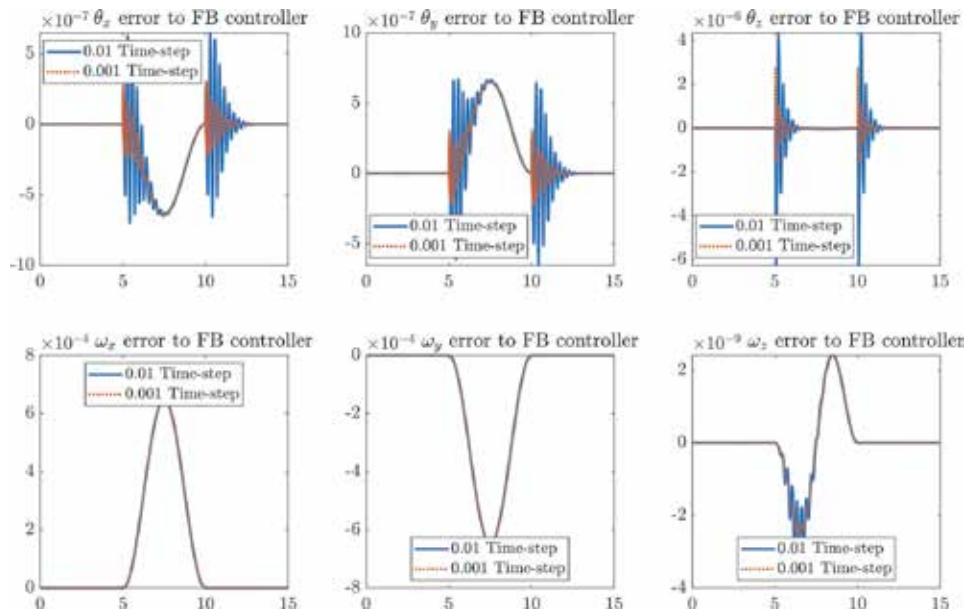 ×10⁻⁷ θₓ error to FB controller
5
0
-5
-10
0 5 10 15
0.01 Time-step
0.001 Time-step
×10⁻⁷ θᵧ error to FB controller
10
5
0
-5
0 5 10 15
0.01 Time-step
0.001 Time-step
×10⁻⁶ θ_z error to FB controller
4
2
0
-2
-4
-6
0 5 10 15
0.01 Time-step
0.001 Time-step
×10⁻⁴ ωₓ error to FB controller
8
6
4
2
0
0 5 10 15
0.01 Time-step
0.001 Time-step
×10⁻⁴ ωᵧ error to FB controller
0
-2
-4
-6
-8
0 5 10 15
0.01 Time-step
0.001 Time-step
×10⁻⁹ ω_z error to FB controller
2
0
-2
-4
0 5 10 15
0.01 Time-step
0.001 Time-step